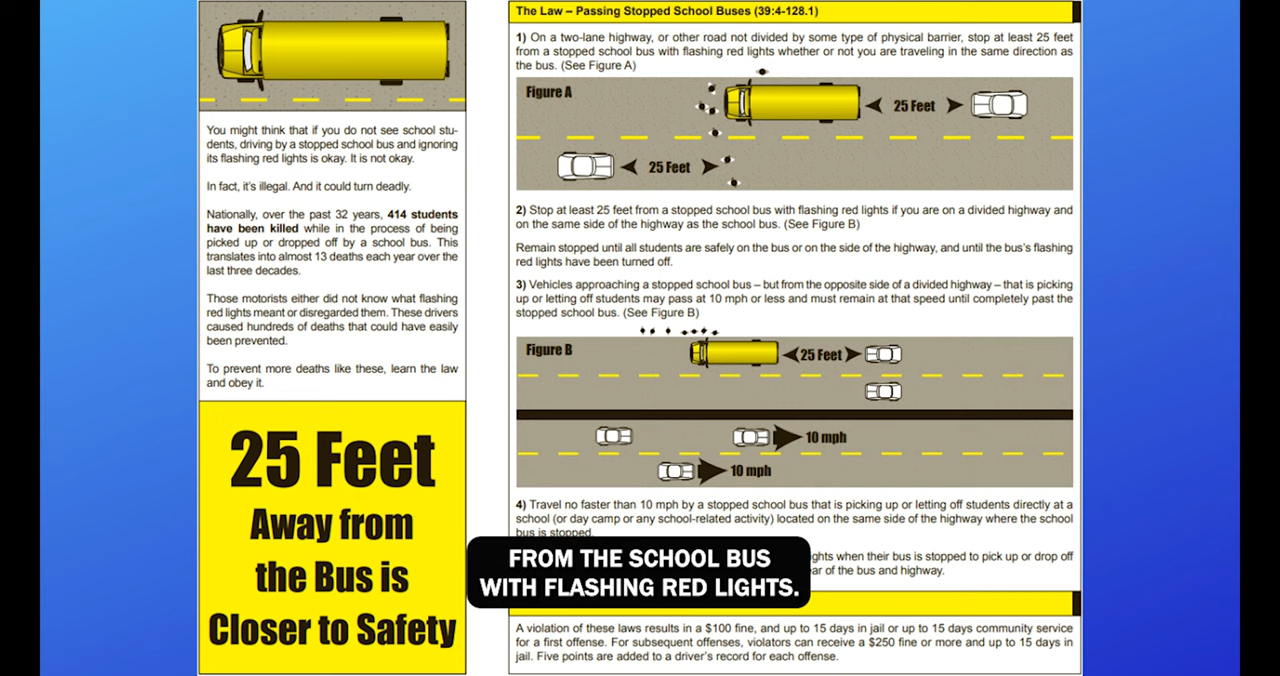 You might think that if you do not see school stu-
dents, driving by a stopped school bus and ignoring
its flashing red lights is okay. It is not okay.
In fact, it's illegal. And it could turn deadly.
Nationally, over the past 32 years, 414 students
have been killed while in the process of being
picked up or dropped off by a school bus. This
translates into almost 13 deaths each year over the
last three decades.
Those motorists either did not know what flashing
red lights meant or disregarded them. These drivers
caused hundreds of deaths that could have easily
been prevented.
To prevent more deaths like these, learn the law
and obey it.
25 Feet
Away from
the Bus is
Closer to Safety
The Law – Passing Stopped School Buses (39:4-128.1)
1) On a two-lane highway, or other road not divided by some type of physical barrier, stop at least 25 feet
from a stopped school bus with flashing red lights whether or not you are traveling in the same direction as
the bus. (See Figure A)
Figure A
25 Feet
25 Feet
2) Stop at least 25 feet from a stopped school bus with flashing red lights if you are on a divided highway and
on the same side of the highway as the school bus. (See Figure B)
Remain stopped until all students are safely on the bus or on the side of the highway, and until the bus's flashing
red lights have been turned off.
3) Vehicles approaching a stopped school bus – but from the opposite side of a divided highway – that is picking
up or letting off students may pass at 10 mph or less and must remain at that speed until completely past the
stopped school bus. (See Figure B)
Figure B
25 Feet
10 mph
10 mph
4) Travel no faster than 10 mph by a stopped school bus that is picking up or letting off students directly at a
school (or day camp or any school-related activity) located on the same side of the highway where the school
bus is stopped.
when their bus is stopped to pick up or drop off
of the bus and highway.
FROM THE SCHOOL BUS
WITH FLASHING RED LIGHTS.
A violation of these laws results in a $100 fine, and up to 15 days in jail or up to 15 days community service
for a first offense. For subsequent offenses, violators can receive a $250 fine or more and up to 15 days in
jail. Five points are added to a driver's record for each offense.